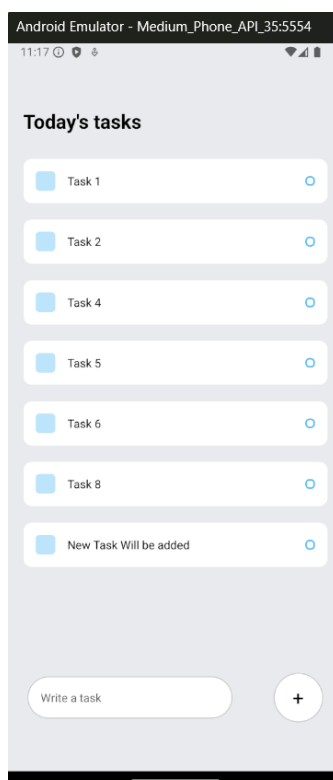 Android Emulator - Medium_Phone_API_35:5554
11:17
Today's tasks
Task 1
Task 2
Task 4
Task 5
Task 6
Task 8
New Task Will be added
Write a task
+